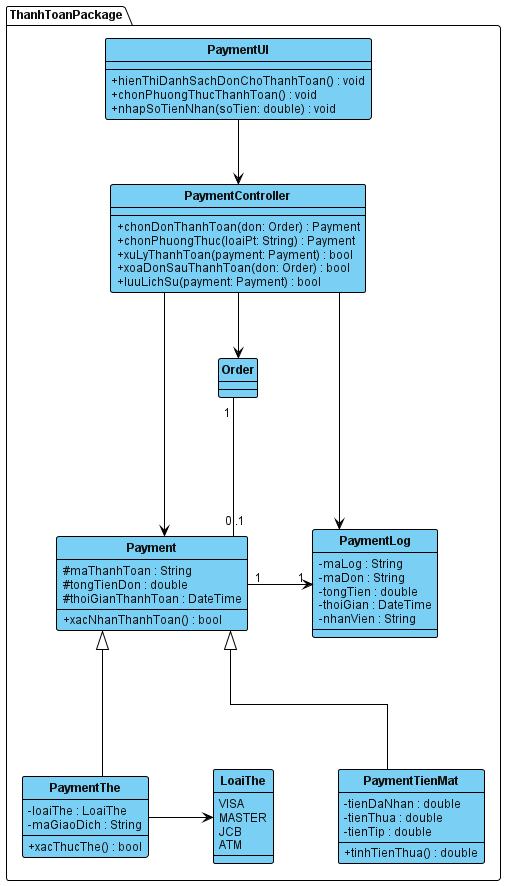 ThanhToanPackage
PaymentUI
+hienThiDanhSachDonChoThanhToan() : void
+chonPhuongThucThanhToan() : void
+nhapSoTienNhan(soTien: double) : void
PaymentController
+chonDonThanhToan(don: Order) : Payment
+chonPhuongThuc(loaiPt: String) : Payment
+xuLyThanhToan(payment: Payment) : bool
+xoaDonSauThanhToan(don: Order) : bool
+luuLichSu(payment: Payment) : bool
Order
1
0..1
Payment
#maThanhToan : String
#tongTienDon : double
#thoiGianThanhToan : DateTime
+xacNhanThanhToan() : bool
1
1
PaymentLog
-maLog : String
-maDon : String
-tongTien : double
-thoiGian : DateTime
-nhanVien : String
PaymentThe
-loaiThe : LoaiThe
-maGiaoDich : String
+xacThucThe() : bool
LoaiThe
VISA
MASTER
JCB
ATM
PaymentTienMat
-tienDaNhan : double
-tienThua : double
-tienTip : double
+tinhTienThua() : double